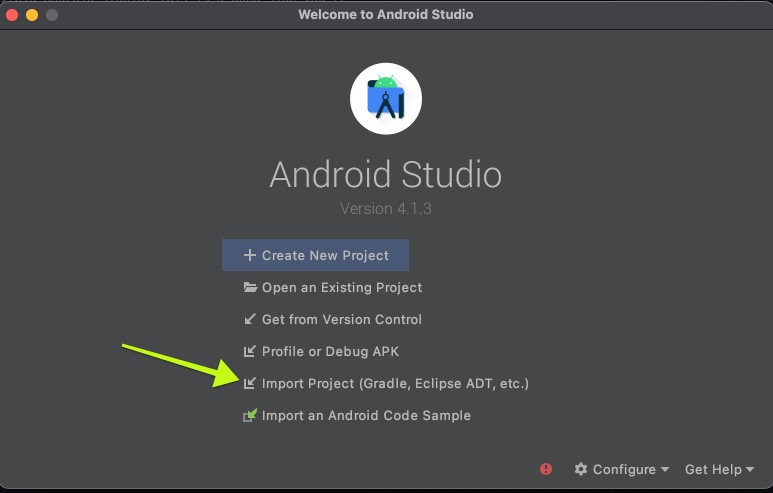 Welcome to Android Studio
Android Studio
Version 4.1.3
Create New Project
Open an Existing Project
Get from Version Control
Profile or Debug APK
Import Project (Gradle, Eclipse ADT, etc.)
Import an Android Code Sample
Configure
Get Help